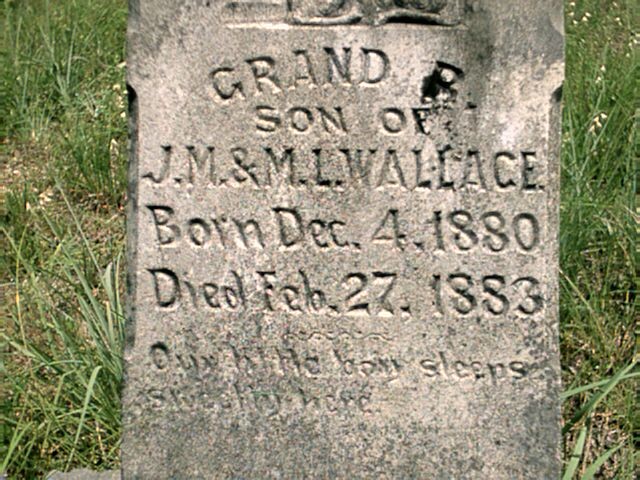 GRAND B.
SON OF
J.M.&M.L.WALLACE.
Born Dec. 4. 1880
Died Feb. 27. 1883
Our little boy sleeps
sweetly here